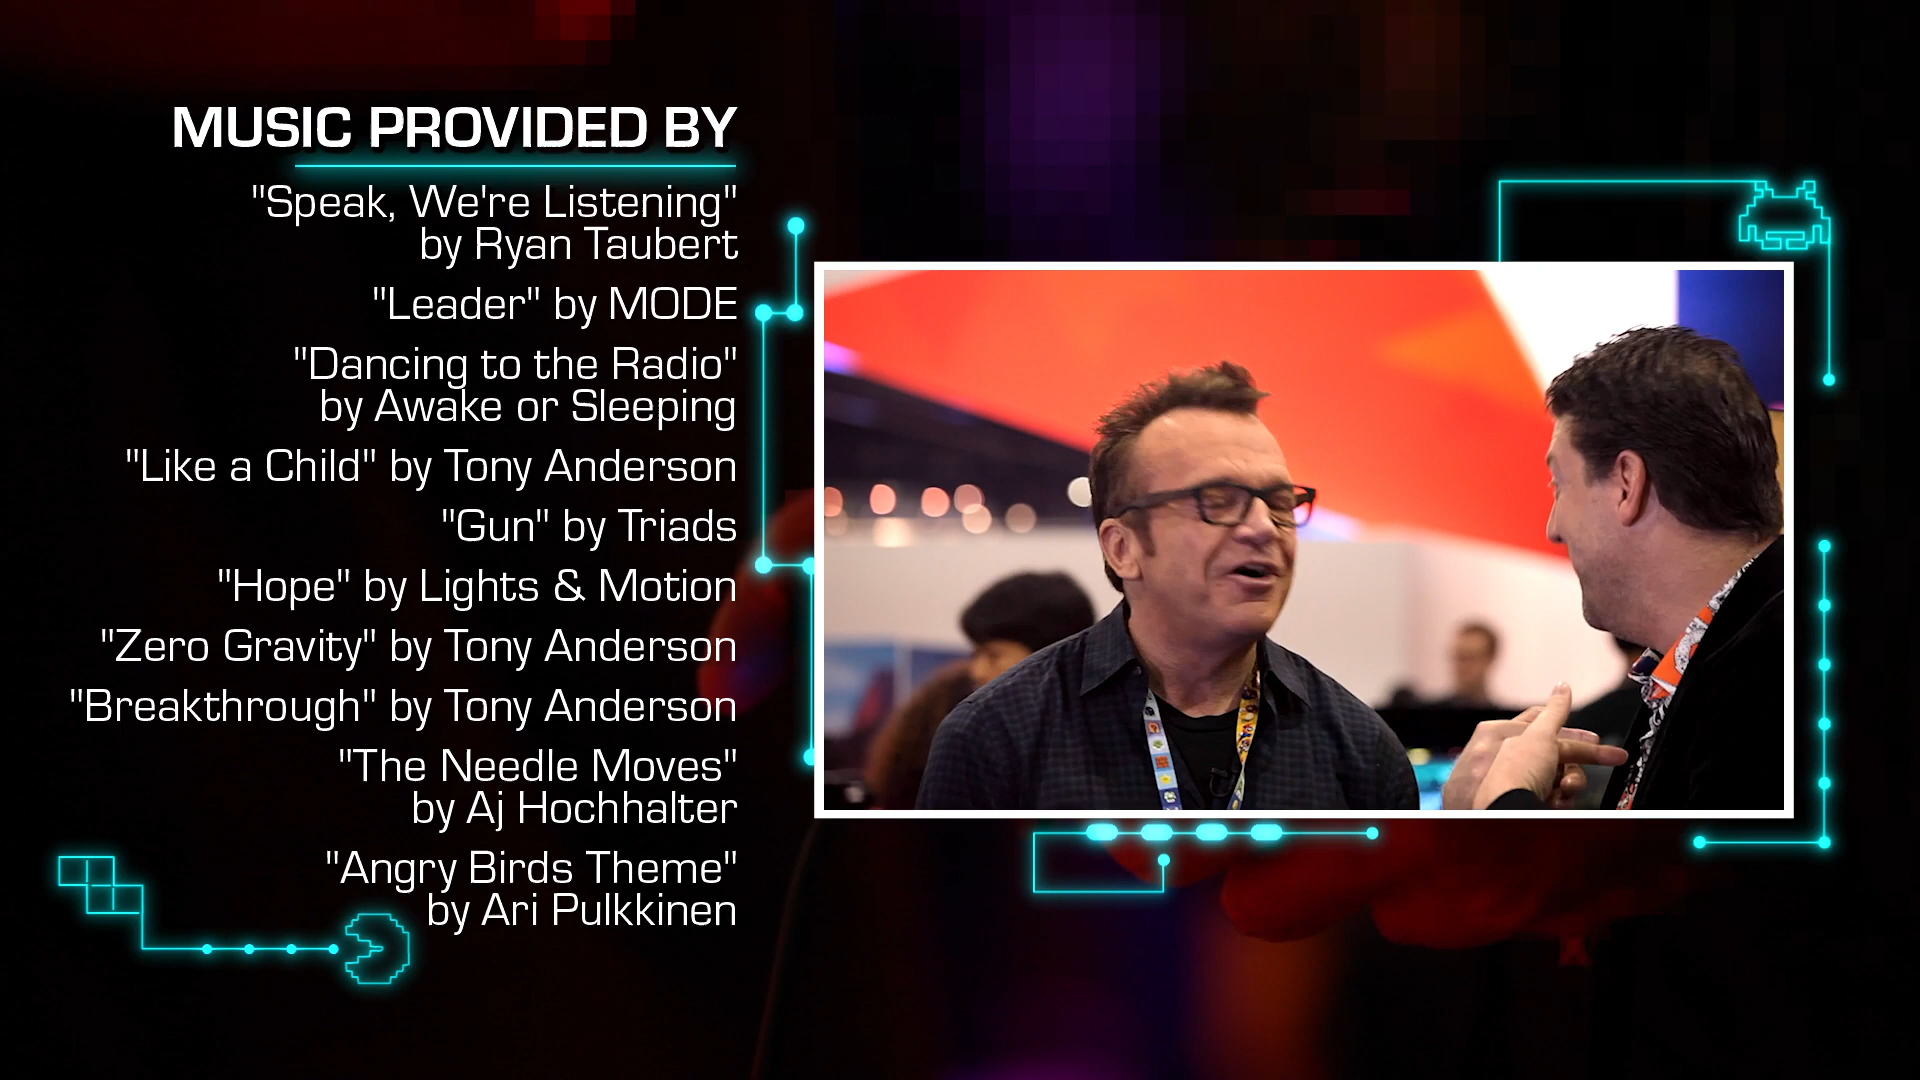 MUSIC PROVIDED BY
"Speak, We're Listening"
by Ryan Taubert
"Leader" by MODE
"Dancing to the Radio"
by Awake or Sleeping
"Like a Child" by Tony Anderson
"Gun" by Triads
"Hope" by Lights & Motion
"Zero Gravity" by Tony Anderson
"Breakthrough" by Tony Anderson
"The Needle Moves"
by Aj Hochhalter
"Angry Birds Theme"
by Ari Pulkkinen